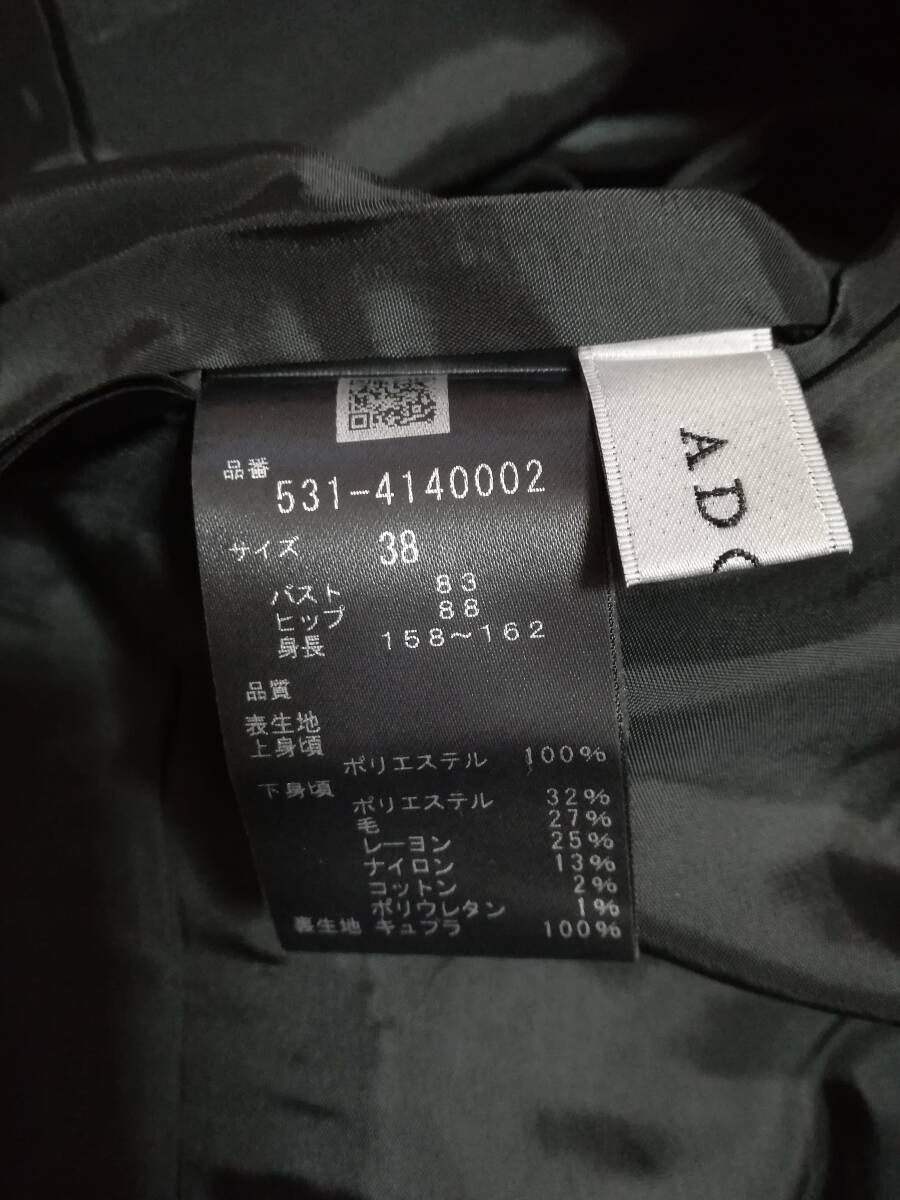 品番
531-4140002
サイズ 38
バスト 83
ヒップ 88
身長 158～162
品質
表生地
上身頃
ポリエステル 100%
下身頃
ポリエステル 32%
毛 27%
レーヨン 25%
ナイロン 13%
コットン 2%
ポリウレタン 1%
裏生地 キュプラ 100%
AD